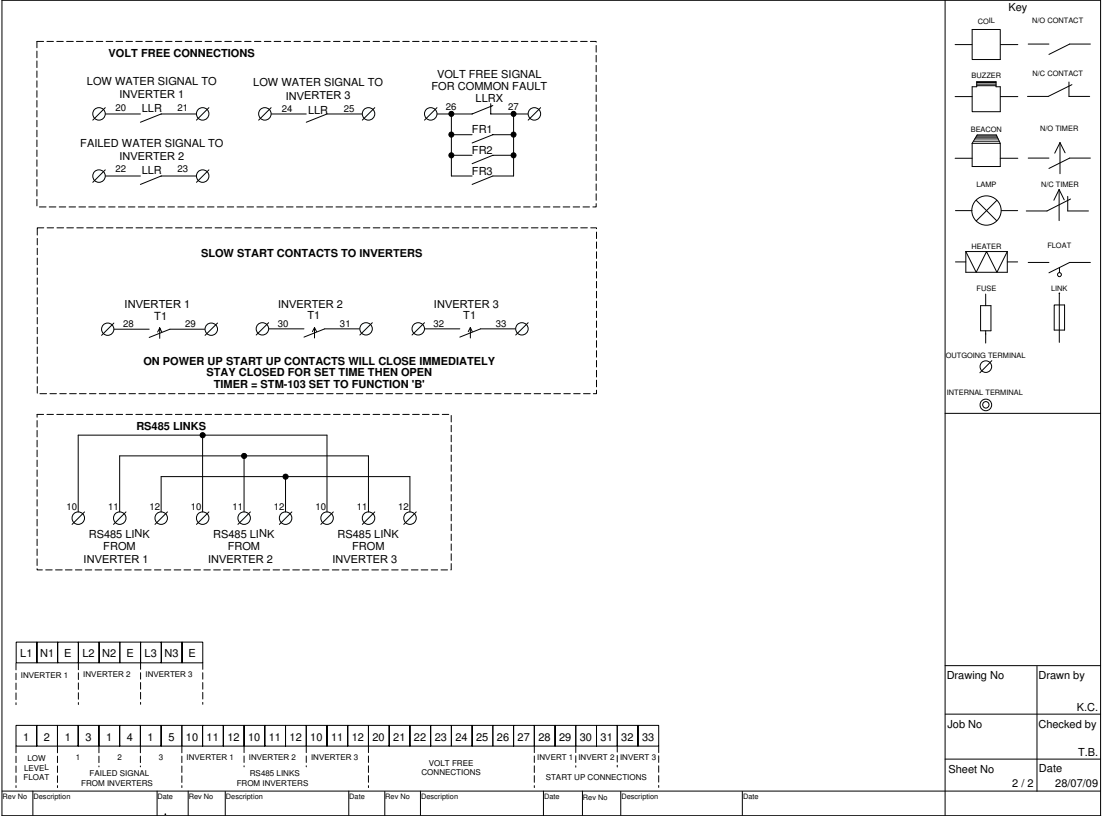 VOLT FREE CONNECTIONS
LOW WATER SIGNAL TO
INVERTER 1
20 LLR 21
LOW WATER SIGNAL TO
INVERTER 3
24 LLR 25
VOLT FREE SIGNAL
FOR COMMON FAULT
LLRX
26 27
FR1
FR2
FR3
FAILED WATER SIGNAL TO
INVERTER 2
22 LLR 23
SLOW START CONTACTS TO INVERTERS
INVERTER 1
T1
28 29
INVERTER 2
T1
30 31
INVERTER 3
T1
32 33
ON POWER UP START UP CONTACTS WILL CLOSE IMMEDIATELY
STAY CLOSED FOR SET TIME THEN OPEN
TIMER = STM-103 SET TO FUNCTION 'B'
RS485 LINKS
10 11 12 10 11 12 10 11 12
RS485 LINK
FROM
INVERTER 1
RS485 LINK
FROM
INVERTER 2
RS485 LINK
FROM
INVERTER 3
L1 N1 E L2 N2 E L3 N3 E
INVERTER 1 INVERTER 2 INVERTER 3
1 2 1 3 1 4 1 5 10 11 12 10 11 12 10 11 12 20 21 22 23 24 25 26 27 28 29 30 31 32 33
LOW
LEVEL
FLOAT
1 2 3
FAILED SIGNAL
FROM INVERTERS
INVERTER 1 INVERTER 2 INVERTER 3
RS485 LINKS
FROM INVERTERS
VOLT FREE
CONNECTIONS
INVERT 1 INVERT 2 INVERT 3
START UP CONNECTIONS
Rev No Description Date Rev No Description Date Rev No Description Date Rev No Description Date
Key
COIL N/O CONTACT
BUZZER N/C CONTACT
BEACON N/O TIMER
LAMP N/C TIMER
HEATER FLOAT
FUSE LINK
OUTGOING TERMINAL
INTERNAL TERMINAL
Drawing No Drawn by
K.C.
Job No Checked by
T.B.
Sheet No Date
2 / 2 28/07/09